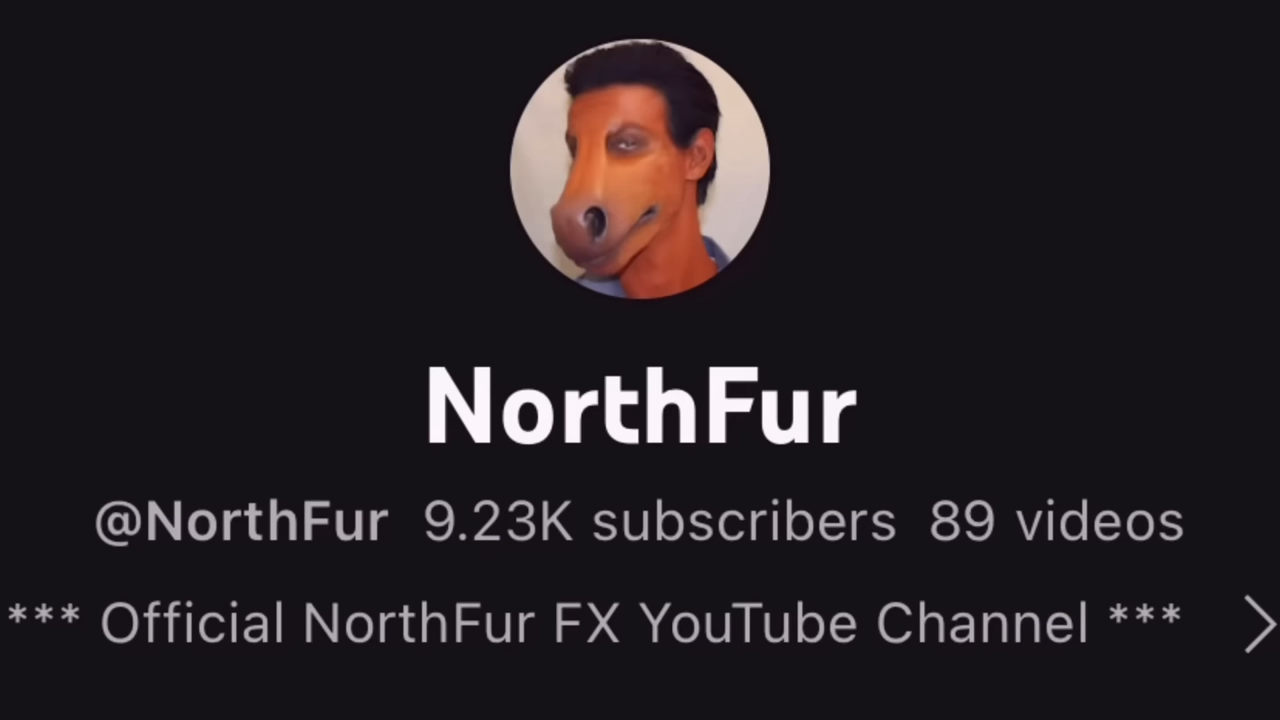 NorthFur
@NorthFur 9.23K subscribers 89 videos
*** Official NorthFur FX YouTube Channel ***